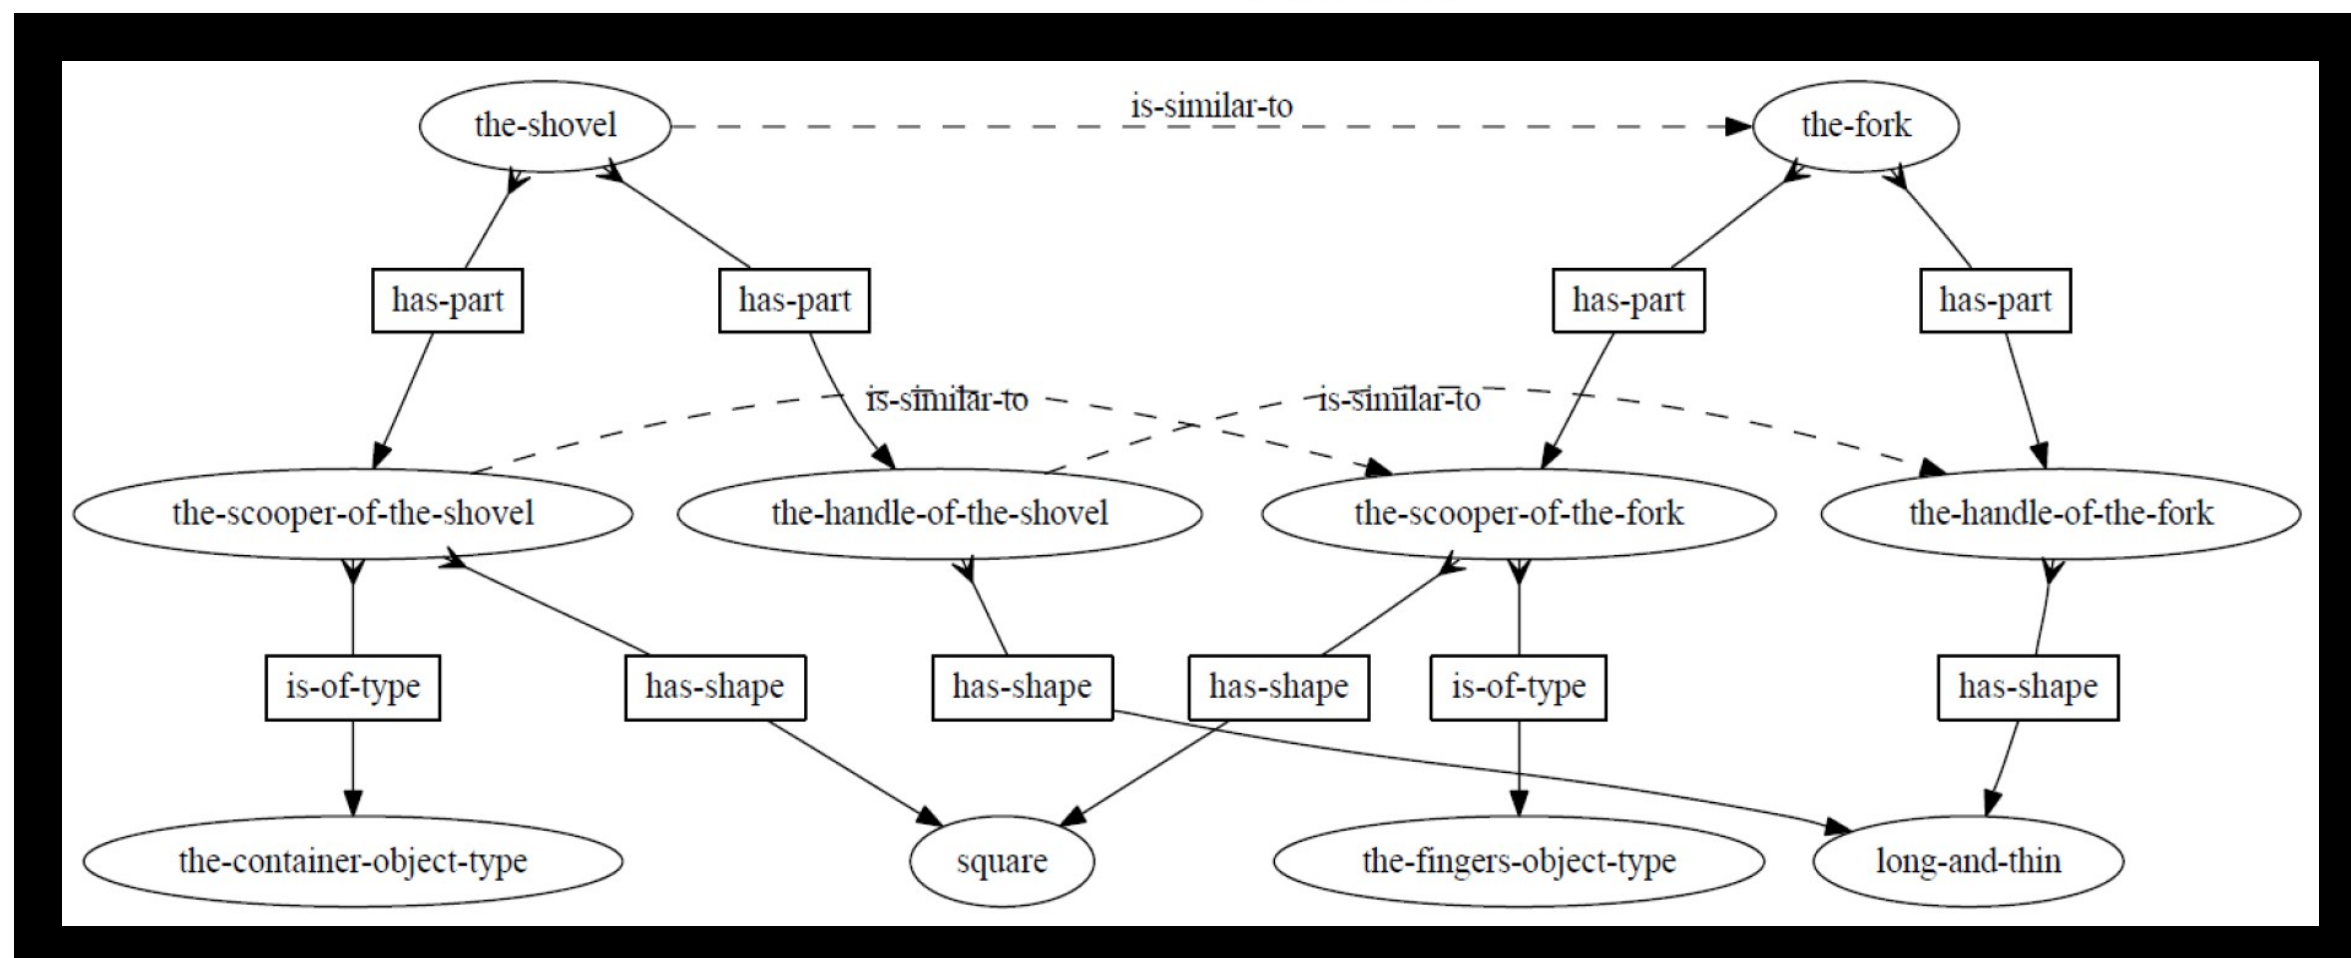 the-shovel
is-similar-to
the-fork
has-part
has-part
has-part
has-part
is-similar-to
is-similar-to
the-scooper-of-the-shovel
the-handle-of-the-shovel
the-scooper-of-the-fork
the-handle-of-the-fork
is-of-type
has-shape
has-shape
has-shape
is-of-type
has-shape
the-container-object-type
square
the-fingers-object-type
long-and-thin